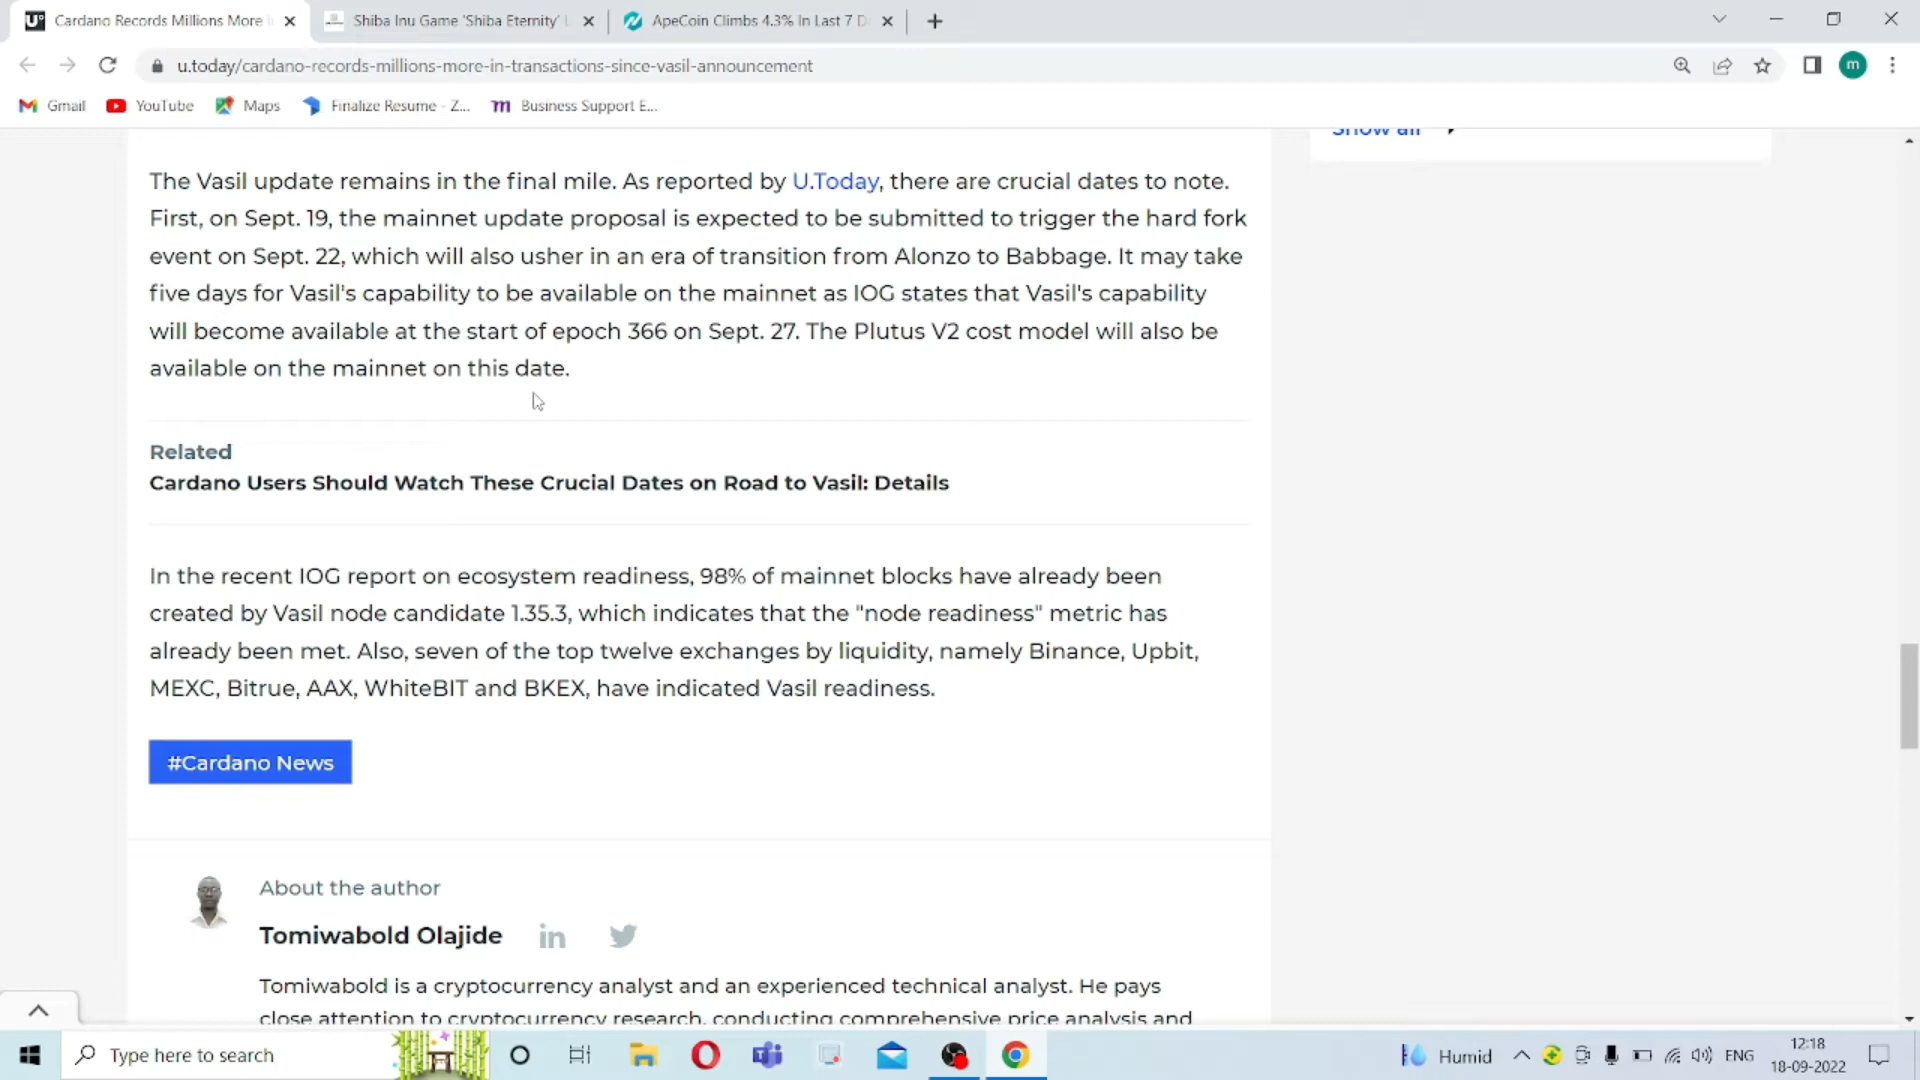 Cardano Records Millions More i
Shiba Inu Game 'Shiba Eternity'
ApeCoin Climbs 4.3% In Last 7 D
u.today/cardano-records-millions-more-in-transactions-since-vasil-announcement
m
Gmail
YouTube
Maps
Finalize Resume - Z...
Business Support E...
Show all
The Vasil update remains in the final mile. As reported by U.Today, there are crucial dates to note.
First, on Sept. 19, the mainnet update proposal is expected to be submitted to trigger the hard fork
event on Sept. 22, which will also usher in an era of transition from Alonzo to Babbage. It may take
five days for Vasil's capability to be available on the mainnet as IOG states that Vasil's capability
will become available at the start of epoch 366 on Sept. 27. The Plutus V2 cost model will also be
available on the mainnet on this date.
Related
Cardano Users Should Watch These Crucial Dates on Road to Vasil: Details
In the recent IOG report on ecosystem readiness, 98% of mainnet blocks have already been
created by Vasil node candidate 1.35.3, which indicates that the "node readiness" metric has
already been met. Also, seven of the top twelve exchanges by liquidity, namely Binance, Upbit,
MEXC, Bitrue, AAX, WhiteBIT and BKEX, have indicated Vasil readiness.
#Cardano News
About the author
Tomiwabold Olajide
in
Tomiwabold is a cryptocurrency analyst and an experienced technical analyst. He pays
close attention to cryptocurrency research, conducting comprehensive price analysis and
Type here to search
Humid
ENG
12:18
18-09-2022